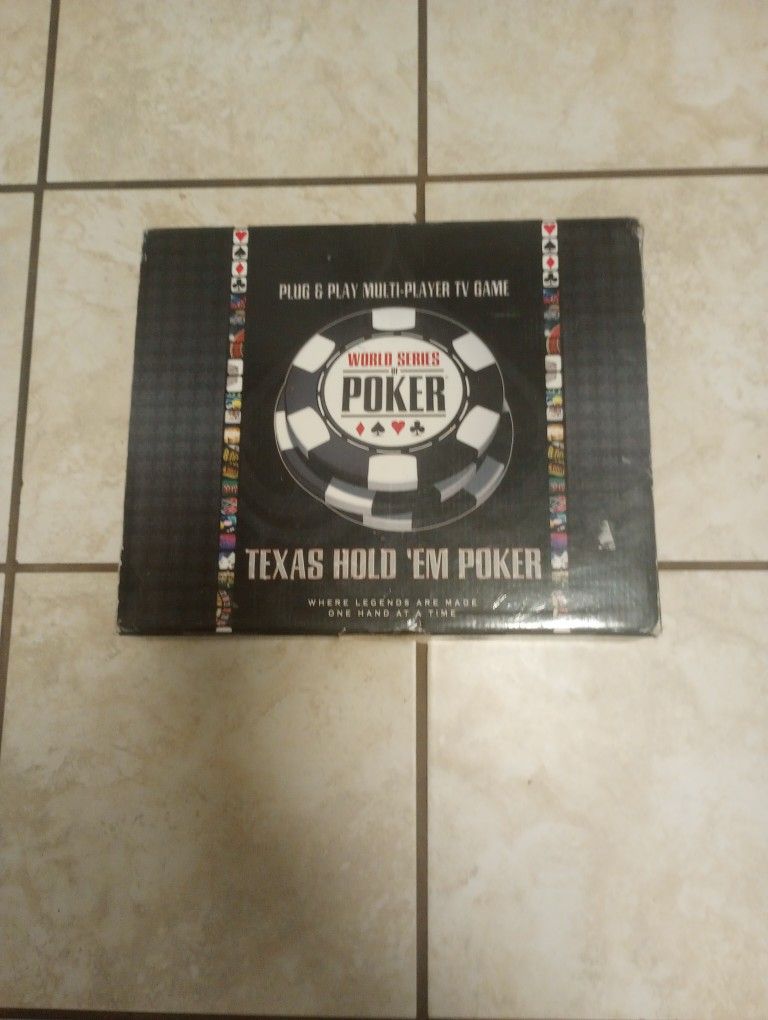 PLUG & PLAY MULTI-PLAYER TV GAME
WORLD SERIES
OF
POKER
TEXAS HOLD 'EM POKER
WHERE LEGENDS ARE MADE
ONE HAND AT A TIME